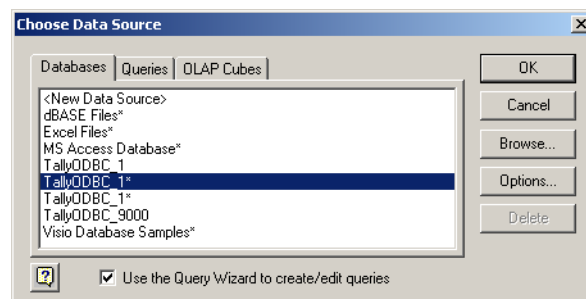 Choose Data Source
Databases Queries OLAP Cubes
<New Data Source>
dBASE Files*
Excel Files*
MS Access Database*
TallyODBC_1
TallyODBC_1*
TallyODBC_1*
TallyODBC_9000
Visio Database Samples*
OK
Cancel
Browse...
Options...
Delete
Use the Query Wizard to create/edit queries